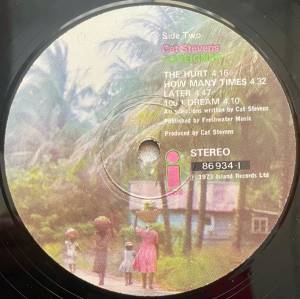 Side Two
Cat Stevens
FOREIGNER
THE HURT 4.16
HOW MANY TIMES 4.32
LATER 4.47
100 I DREAM 4.10
All selections written by Cat Stevens
Published by Freshwater Music
Produced by Cat Stevens
STEREO
86 934-I
℗ 1973 Island Records Ltd